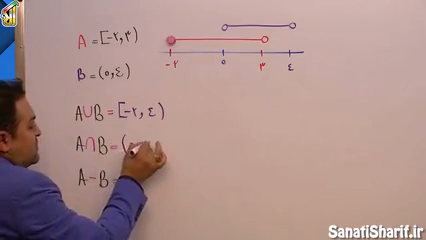 A = [-۲, ۳)
B = (۰, ٤)
-۲ ۰ ۳ ٤
A∪B = [-۲, ٤)
A∩B = (
A - B =
SanatiSharif.ir